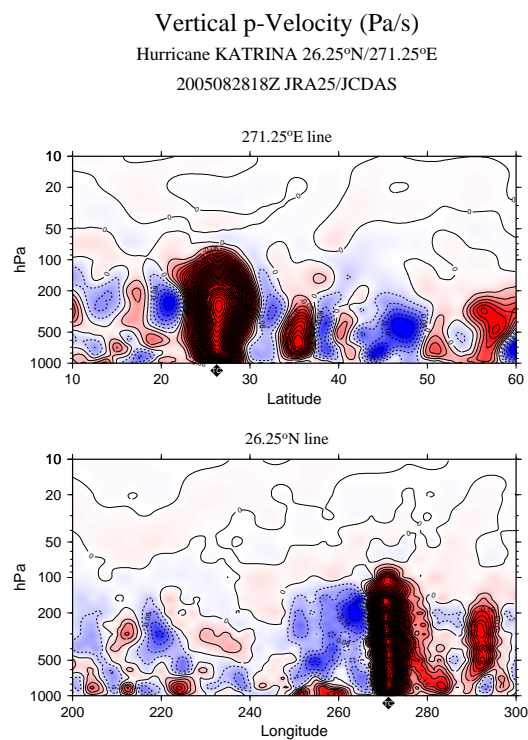 Vertical p-Velocity (Pa/s)
Hurricane KATRINA 26.25°N/271.25°E
2005082818Z JRA25/JCDAS
271.25°E line
10
20
50
100
200
500
1000
hPa
10 20 30 40 50 60
TC
Latitude
26.25°N line
10
20
50
100
200
500
1000
hPa
200 220 240 260 280 300
TC
Longitude